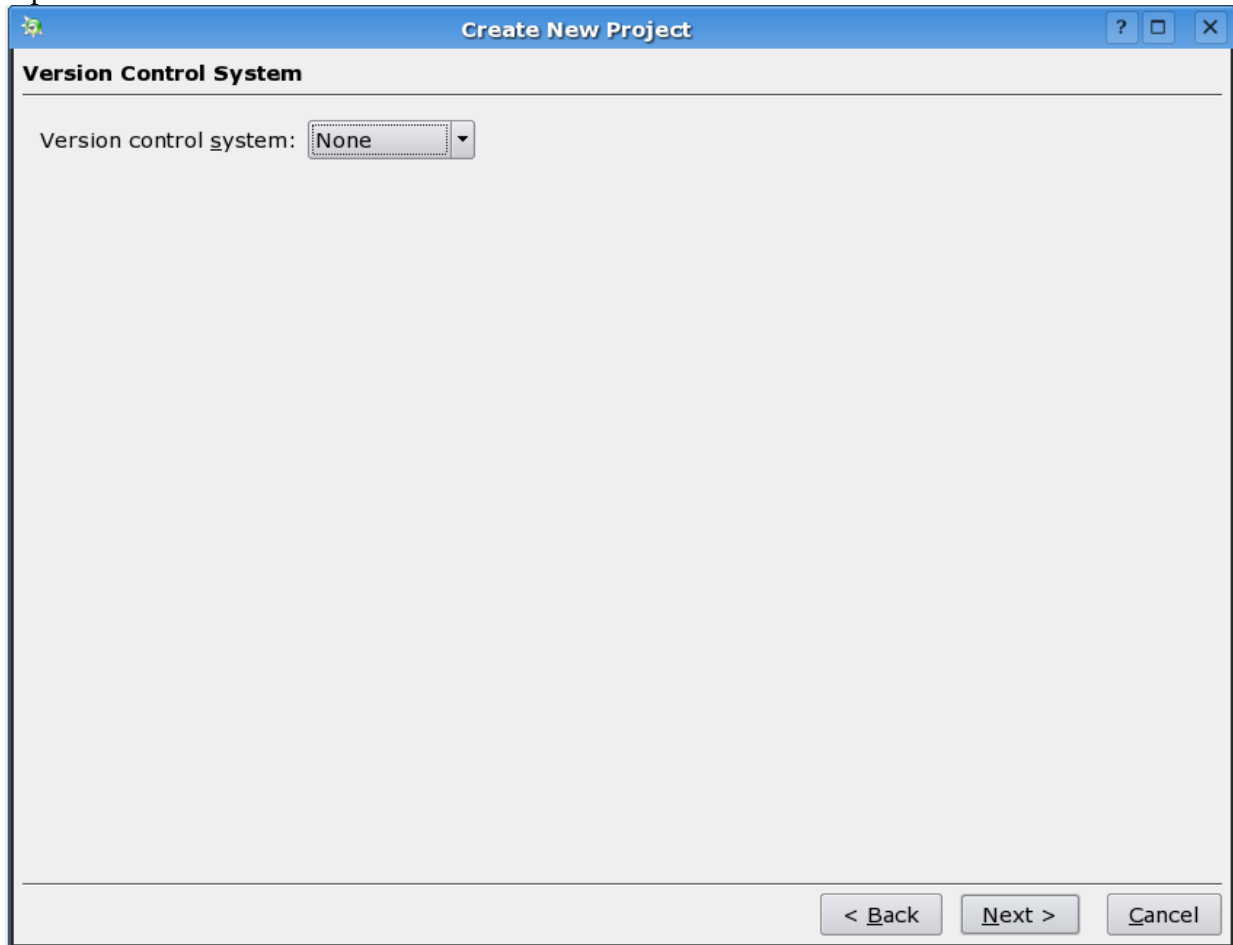 Create New Project ?
Version Control System
Version control system: None
< Back Next > Cancel